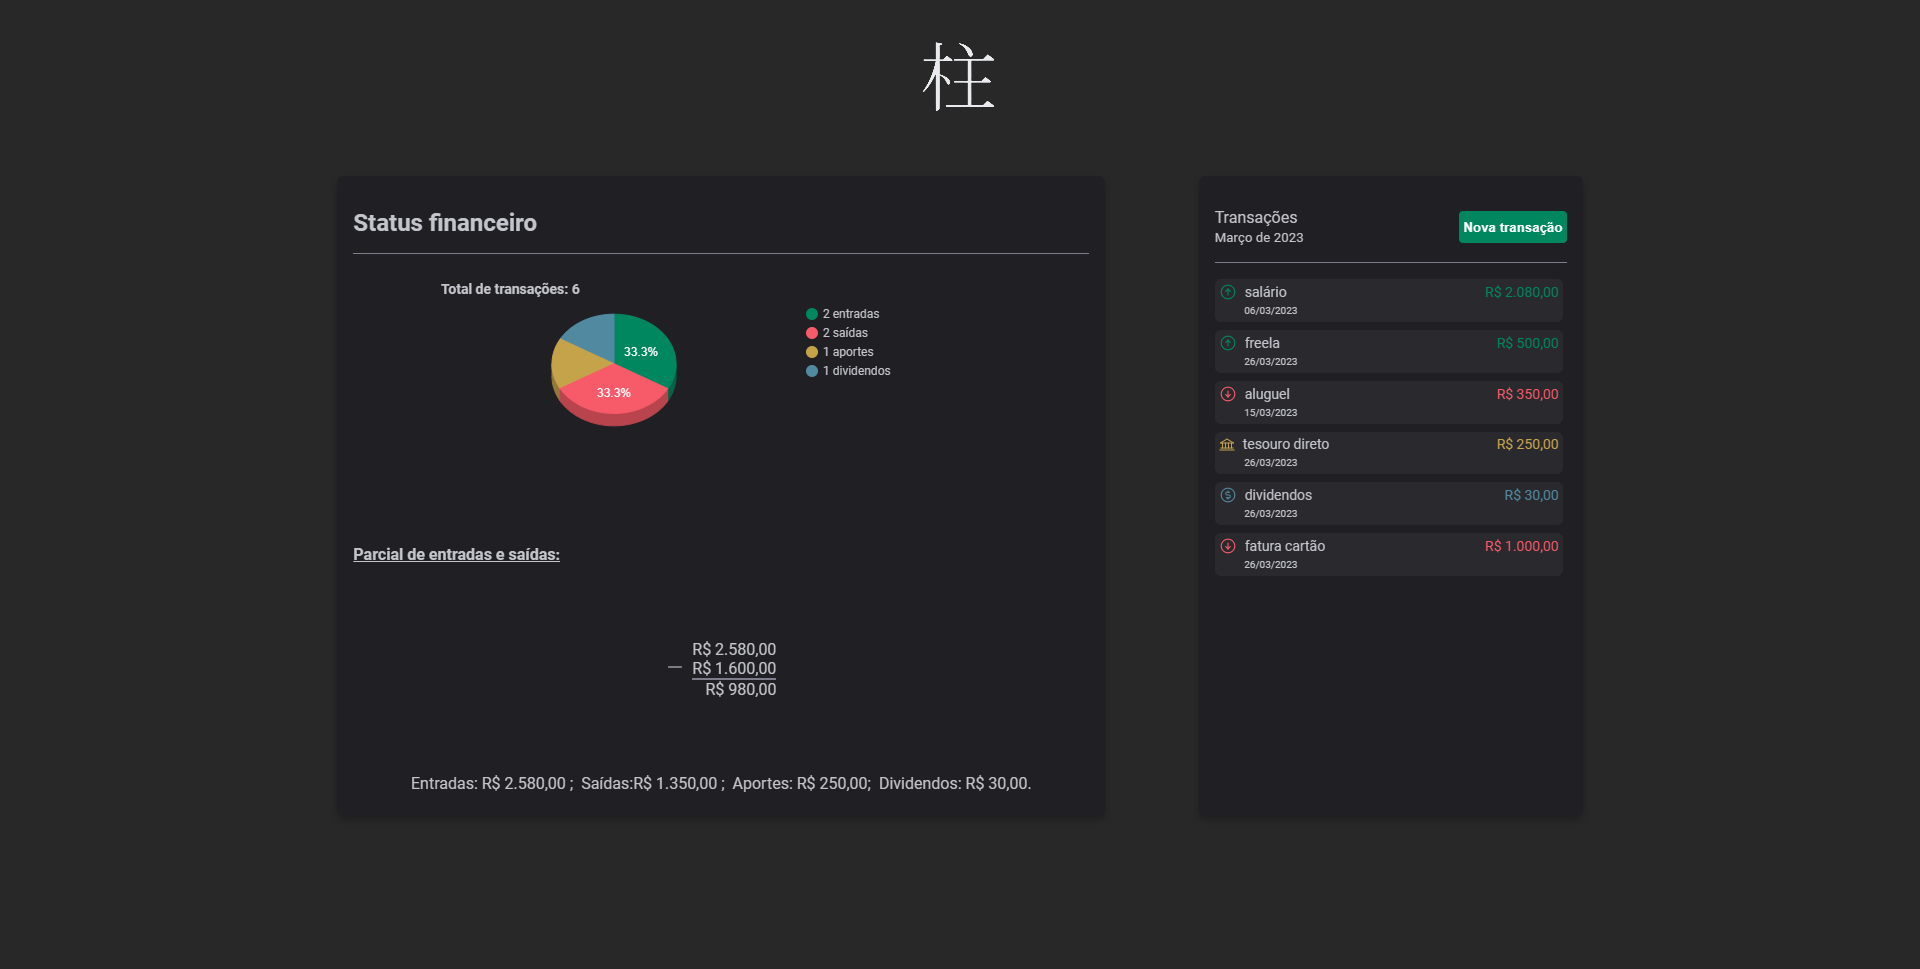 柱
Status financeiro
Total de transações: 6
33.3%
33.3%
2 entradas
2 saídas
1 aportes
1 dividendos
Parcial de entradas e saídas:
R$ 2.580,00
— R$ 1.600,00
R$ 980,00
Entradas: R$ 2.580,00 ; Saídas:R$ 1.350,00 ; Aportes: R$ 250,00; Dividendos: R$ 30,00.
Transações
Março de 2023
Nova transação
salário R$ 2.080,00
06/03/2023
freela R$ 500,00
26/03/2023
aluguel R$ 350,00
15/03/2023
tesouro direto R$ 250,00
26/03/2023
dividendos R$ 30,00
26/03/2023
fatura cartão R$ 1.000,00
26/03/2023